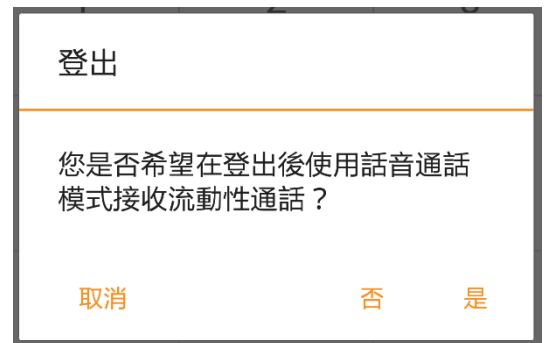 登出
您是否希望在登出後使用話音通話
模式接收流動性通話？
取消 否 是